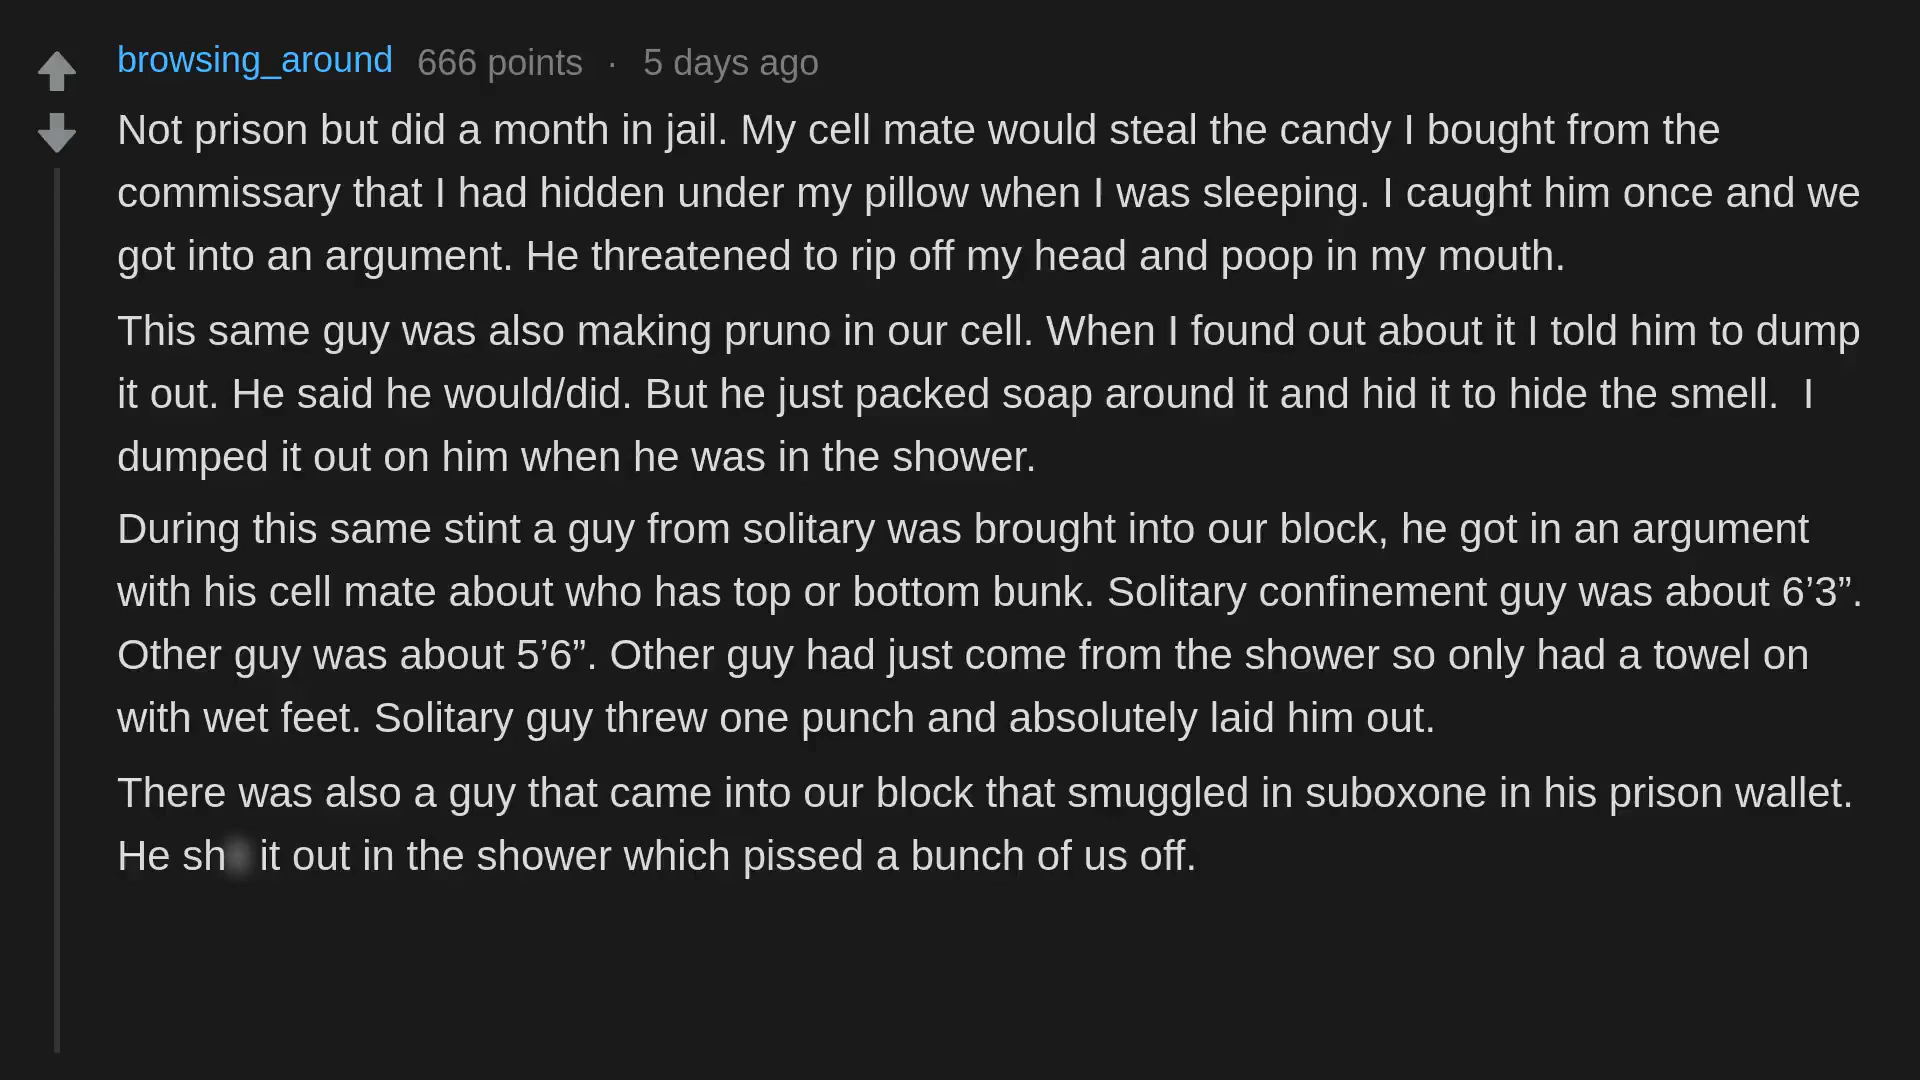 browsing_around 666 points · 5 days ago
Not prison but did a month in jail. My cell mate would steal the candy I bought from the
commissary that I had hidden under my pillow when I was sleeping. I caught him once and we
got into an argument. He threatened to rip off my head and poop in my mouth.
This same guy was also making pruno in our cell. When I found out about it I told him to dump
it out. He said he would/did. But he just packed soap around it and hid it to hide the smell.  I
dumped it out on him when he was in the shower.
During this same stint a guy from solitary was brought into our block, he got in an argument
with his cell mate about who has top or bottom bunk. Solitary confinement guy was about 6’3”.
Other guy was about 5’6”. Other guy had just come from the shower so only had a towel on
with wet feet. Solitary guy threw one punch and absolutely laid him out.
There was also a guy that came into our block that smuggled in suboxone in his prison wallet.
He it out in the shower which pissed a bunch of us off.